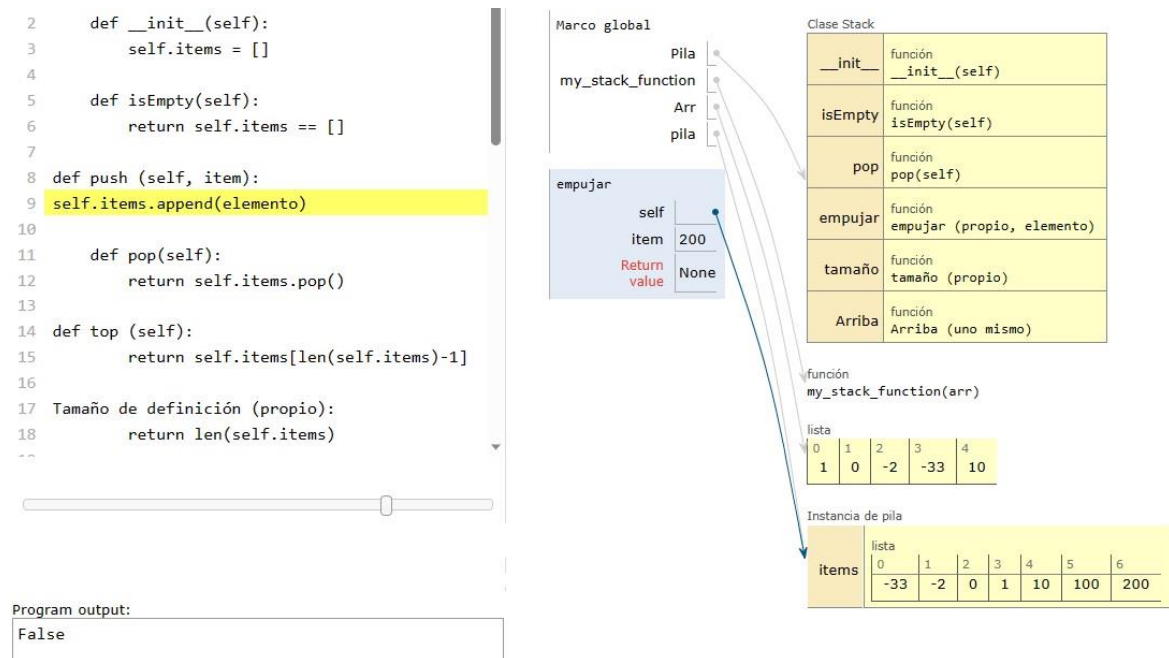 2 def __init__(self):
3 self.items = []
4
5 def isEmpty(self):
6 return self.items == []
7
8 def push (self, item):
9 self.items.append(elemento)
10
11 def pop(self):
12 return self.items.pop()
13
14 def top (self):
15 return self.items[len(self.items)-1]
16
17 Tamaño de definición (propio):
18 return len(self.items)
Program output:
False
Marco global
Pila
my_stack_function
Arr
pila
empujar
self
item 200
Return
value None
Clase Stack
__init__ función
__init__(self)
isEmpty función
isEmpty(self)
pop función
pop(self)
empujar función
empujar (propio, elemento)
tamaño función
tamaño (propio)
Arriba función
Arriba (uno mismo)
función
my_stack_function(arr)
lista
0 1 2 3 4
1 0 -2 -33 10
Instancia de pila
items lista
0 1 2 3 4 5 6
-33 -2 0 1 10 100 200